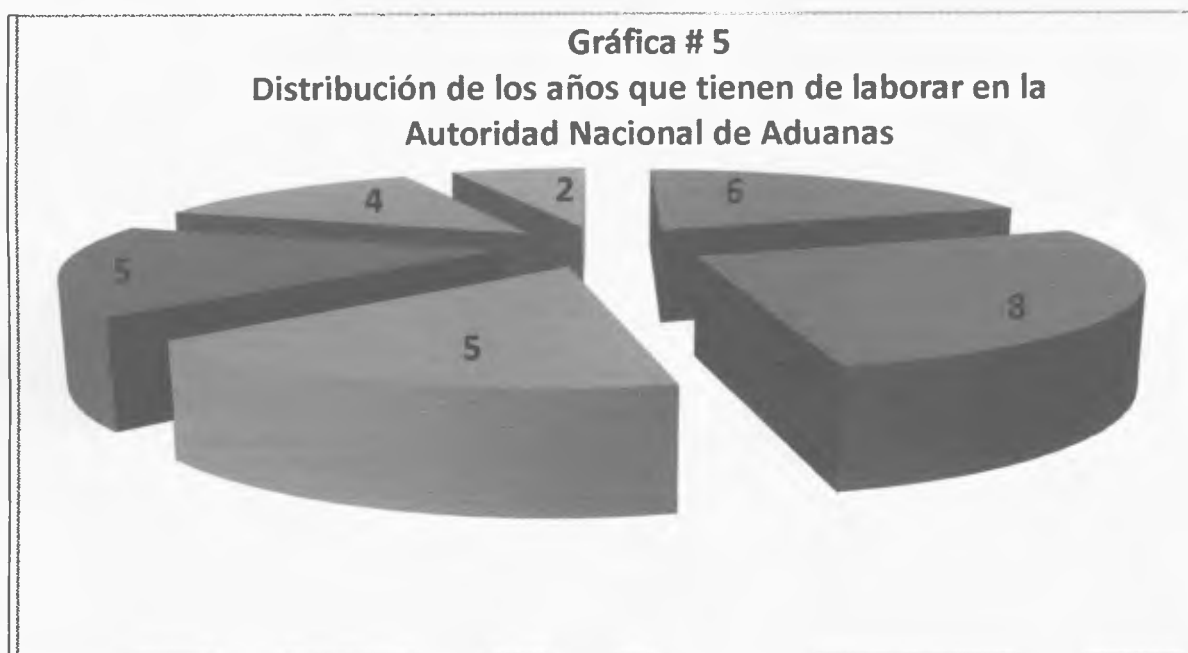 Gráfica # 5
Distribución de los años que tienen de laborar en la
Autoridad Nacional de Aduanas
2
6
4
5
8
5